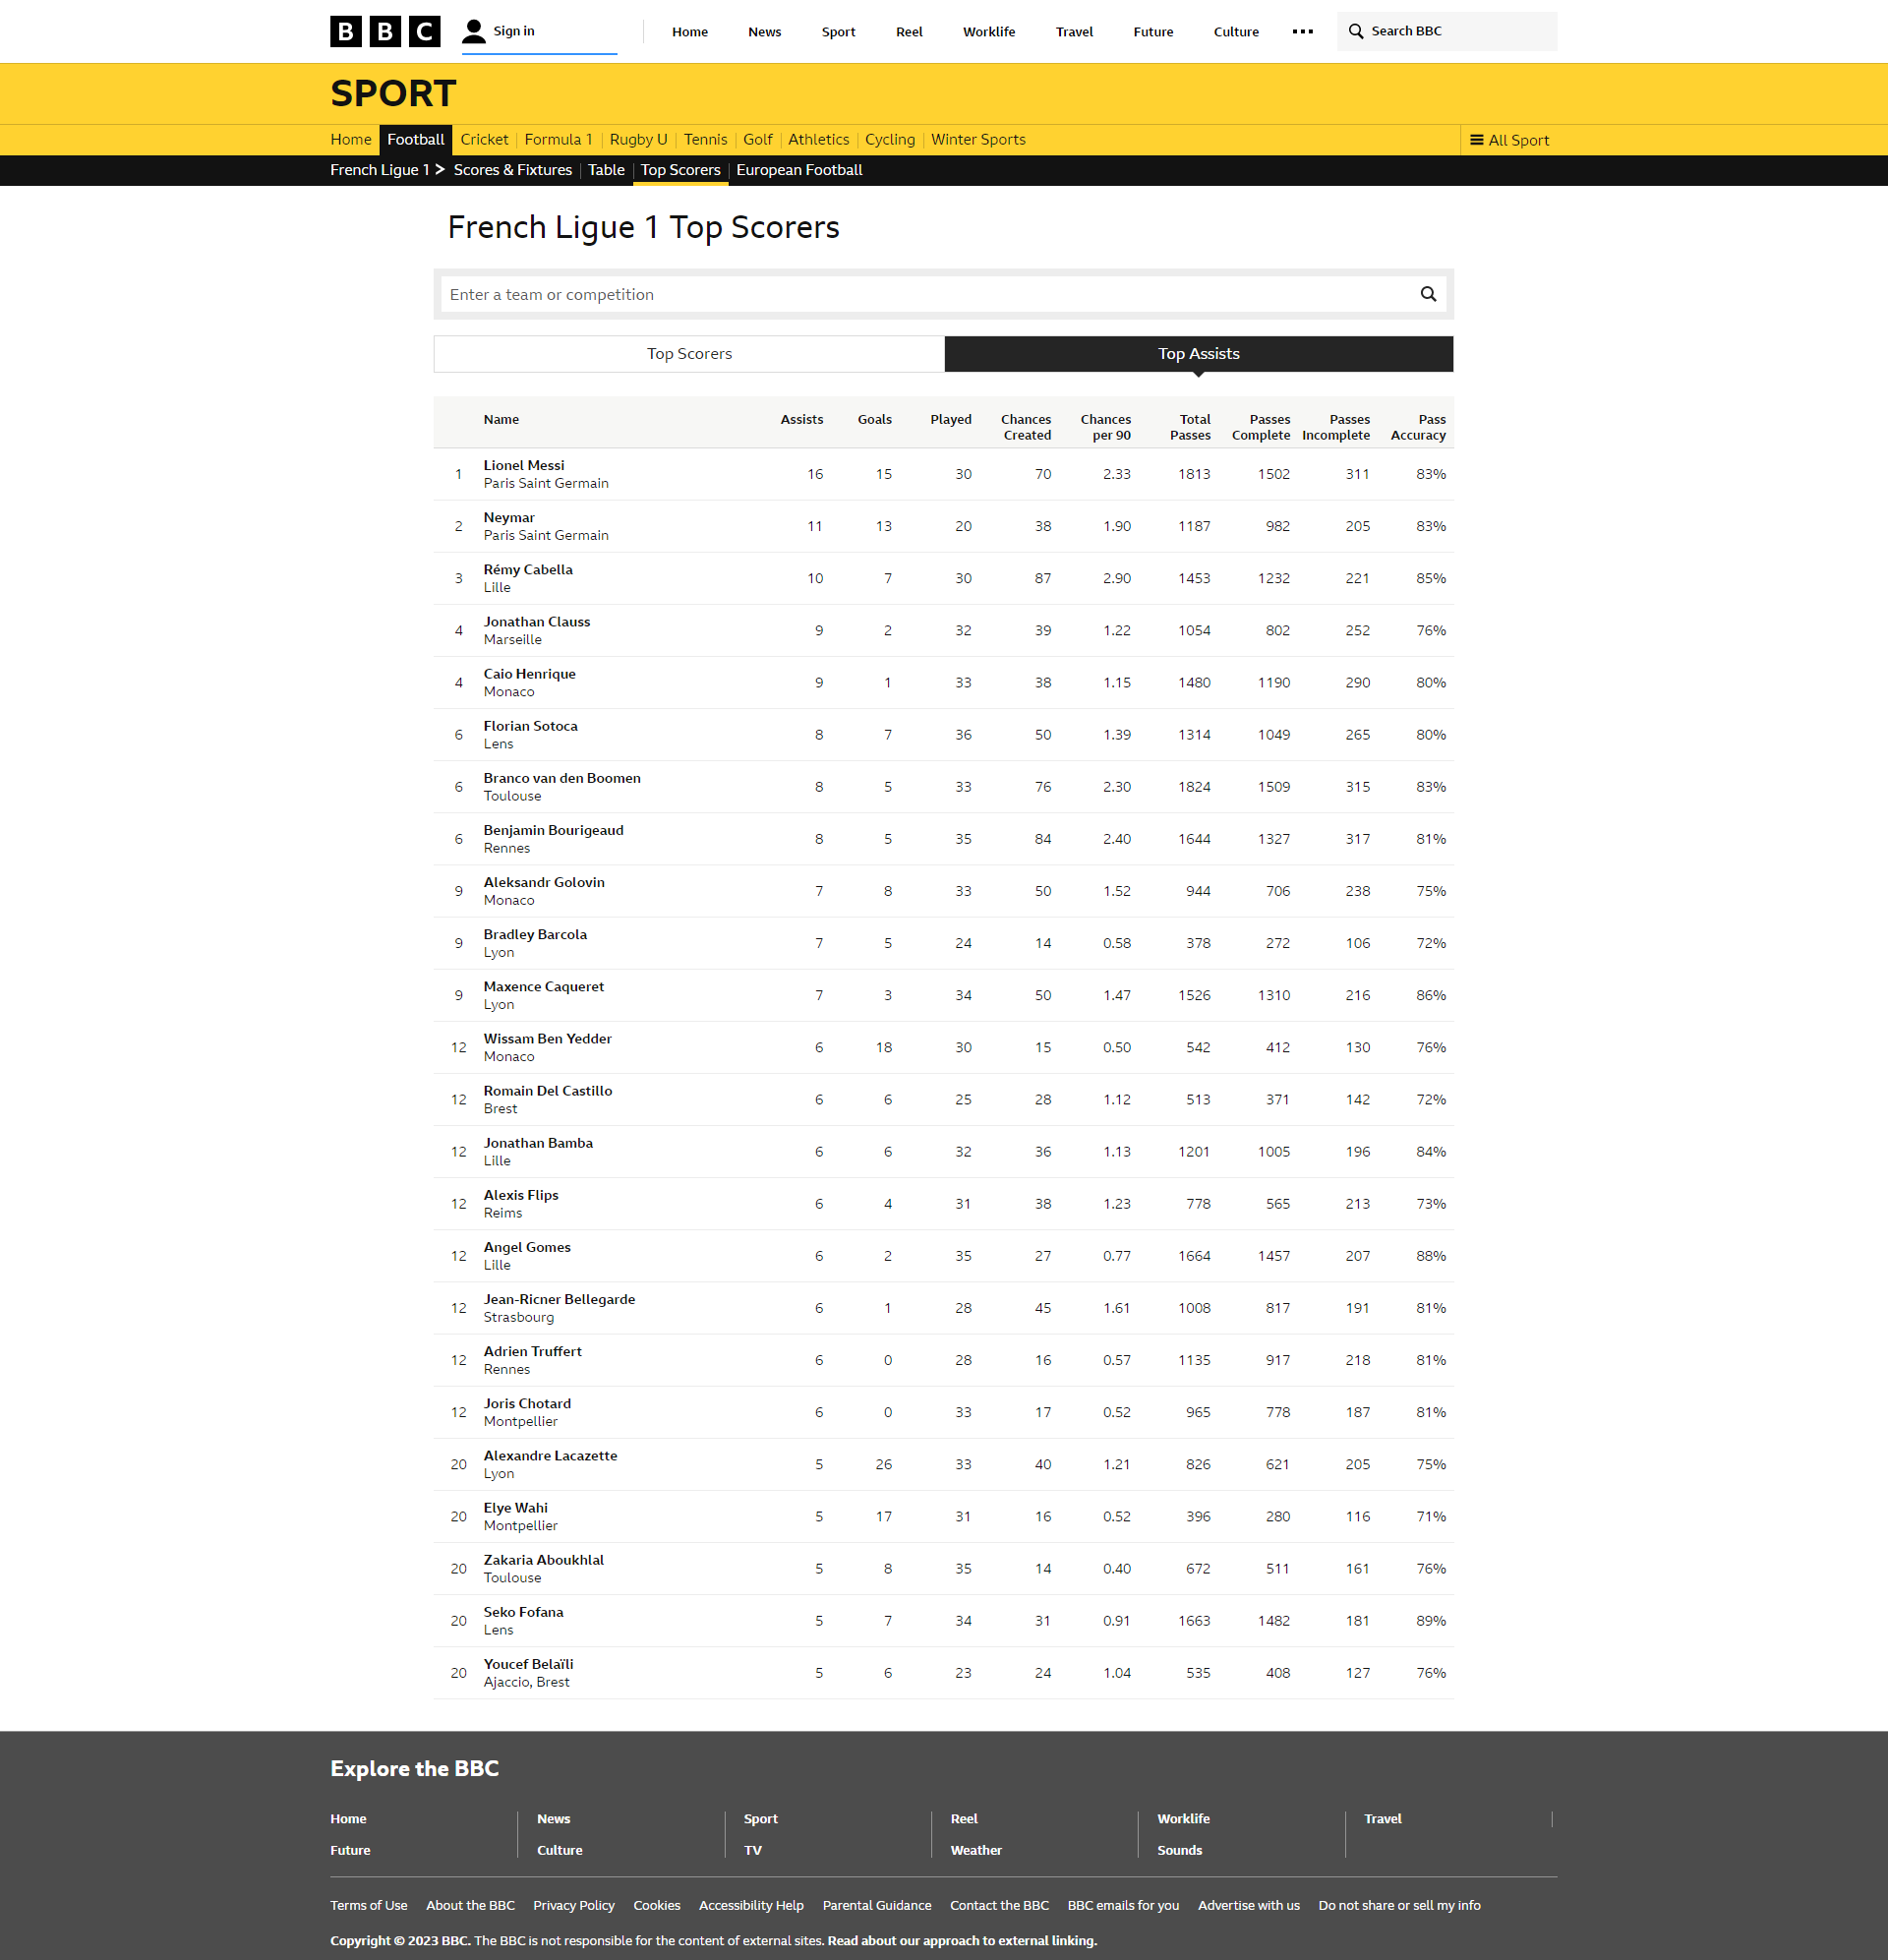 BBC Sign in Home News Sport Reel Worklife Travel Future Culture Search BBC
SPORT
Home Football Cricket Formula 1 Rugby U Tennis Golf Athletics Cycling Winter Sports All Sport
French Ligue 1 Scores & Fixtures Table Top Scorers European Football
French Ligue 1 Top Scorers
Enter a team or competition
Top Scorers Top Assists
Name Assists Goals Played Chances Created Chances per 90 Total Passes Passes Complete Passes Incomplete Pass Accuracy
1 Lionel Messi Paris Saint Germain 16 15 30 70 2.33 1813 1502 311 83%
2 Neymar Paris Saint Germain 11 13 20 38 1.90 1187 982 205 83%
3 Rémy Cabella Lille 10 7 30 87 2.90 1453 1232 221 85%
4 Jonathan Clauss Marseille 9 2 32 39 1.22 1054 802 252 76%
4 Caio Henrique Monaco 9 1 33 38 1.15 1480 1190 290 80%
6 Florian Sotoca Lens 8 7 36 50 1.39 1314 1049 265 80%
6 Branco van den Boomen Toulouse 8 5 33 76 2.30 1824 1509 315 83%
6 Benjamin Bourigeaud Rennes 8 5 35 84 2.40 1644 1327 317 81%
9 Aleksandr Golovin Monaco 7 8 33 50 1.52 944 706 238 75%
9 Bradley Barcola Lyon 7 5 24 14 0.58 378 272 106 72%
9 Maxence Caqueret Lyon 7 3 34 50 1.47 1526 1310 216 86%
12 Wissam Ben Yedder Monaco 6 18 30 15 0.50 542 412 130 76%
12 Romain Del Castillo Brest 6 6 25 28 1.12 513 371 142 72%
12 Jonathan Bamba Lille 6 6 32 36 1.13 1201 1005 196 84%
12 Alexis Flips Reims 6 4 31 38 1.23 778 565 213 73%
12 Angel Gomes Lille 6 2 35 27 0.77 1664 1457 207 88%
12 Jean-Ricner Bellegarde Strasbourg 6 1 28 45 1.61 1008 817 191 81%
12 Adrien Truffert Rennes 6 0 28 16 0.57 1135 917 218 81%
12 Joris Chotard Montpellier 6 0 33 17 0.52 965 778 187 81%
20 Alexandre Lacazette Lyon 5 26 33 40 1.21 826 621 205 75%
20 Elye Wahi Montpellier 5 17 31 16 0.52 396 280 116 71%
20 Zakaria Aboukhlal Toulouse 5 8 35 14 0.40 672 511 161 76%
20 Seko Fofana Lens 5 7 34 31 0.91 1663 1482 181 89%
20 Youcef Belaïli Ajaccio, Brest 5 6 23 24 1.04 535 408 127 76%
Explore the BBC
Home News Sport Reel Worklife Travel
Future Culture TV Weather Sounds
Terms of Use About the BBC Privacy Policy Cookies Accessibility Help Parental Guidance Contact the BBC BBC emails for you Advertise with us Do not share or sell my info
Copyright © 2023 BBC. The BBC is not responsible for the content of external sites. Read about our approach to external linking.